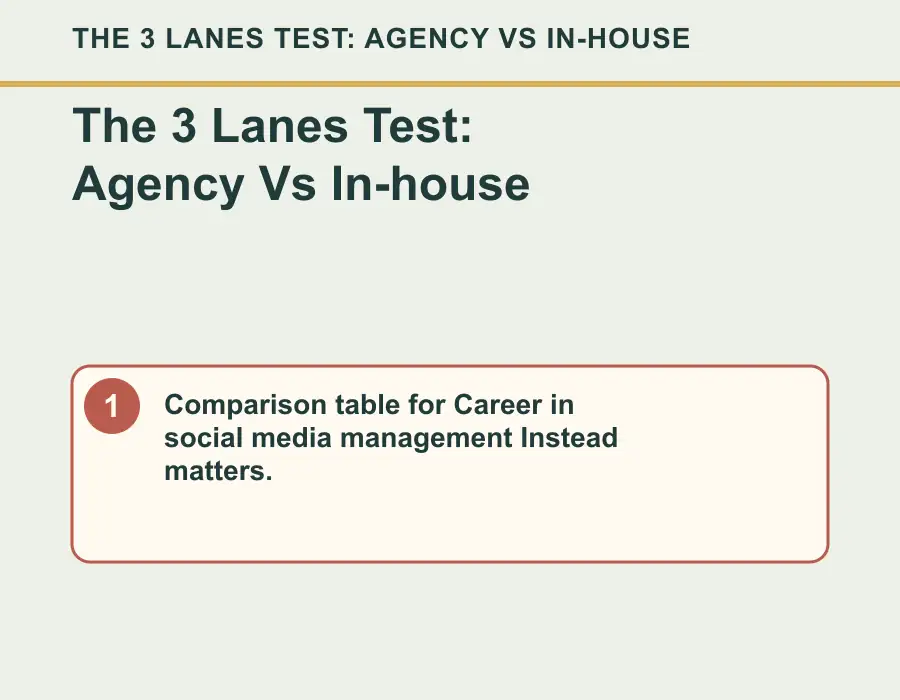 THE 3 LANES TEST: AGENCY VS IN-HOUSE
The 3 Lanes Test:
Agency Vs In-house
1
Comparison table for Career in
social media management Instead
matters.